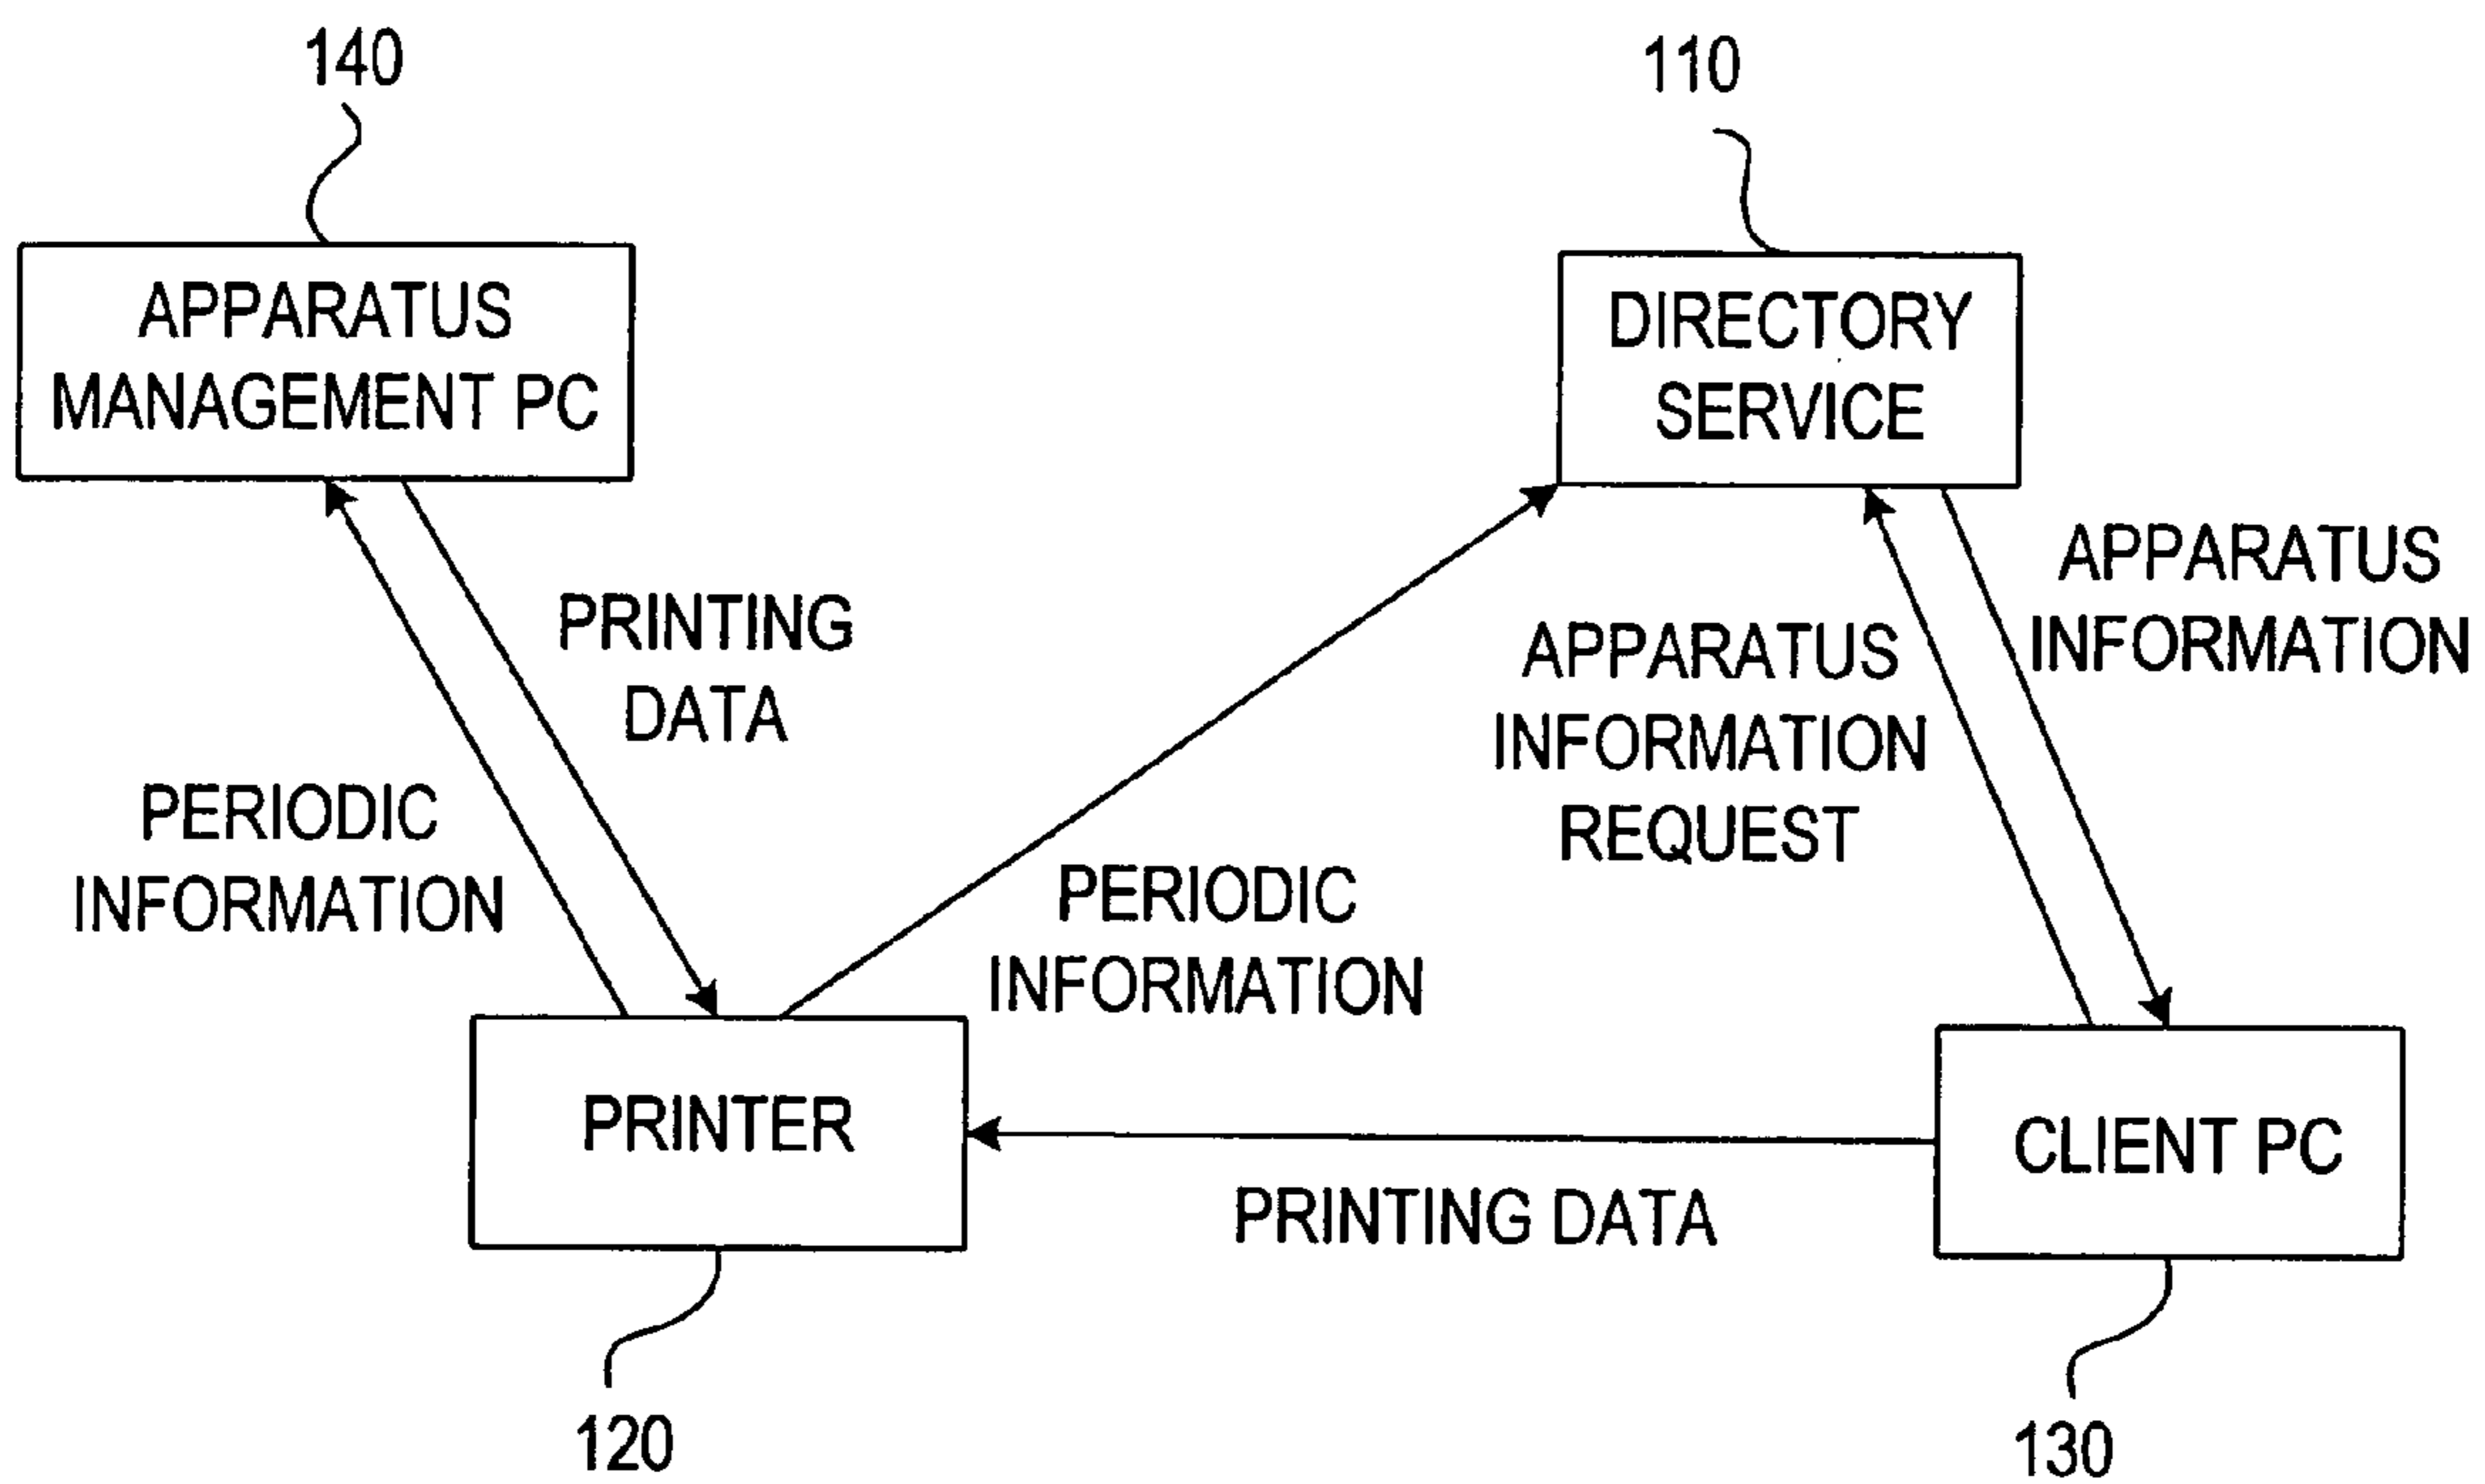 140
110
APPARATUS
MANAGEMENT PC
DIRECTORY
SERVICE
APPARATUS
INFORMATION
PRINTING
DATA
APPARATUS
INFORMATION
REQUEST
PERIODIC
INFORMATION
PERIODIC
INFORMATION
PRINTER
CLIENT PC
PRINTING DATA
120
130